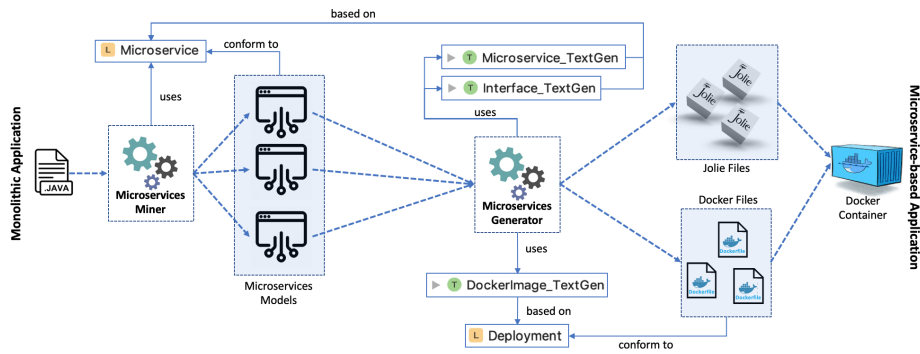 based on
L Microservice
conform to
T Microservice_TextGen
T Interface_TextGen
uses
uses
Monolithic Application
.JAVA
Microservices
Miner
Microservices
Models
Microservices
Generator
Jolie
Jolie
Jolie
Jolie Files
Docker
Container
Microservice-based Application
Docker Files
Dockerfile
Dockerfile
Dockerfile
uses
T DockerImage_TextGen
based on
L Deployment
conform to